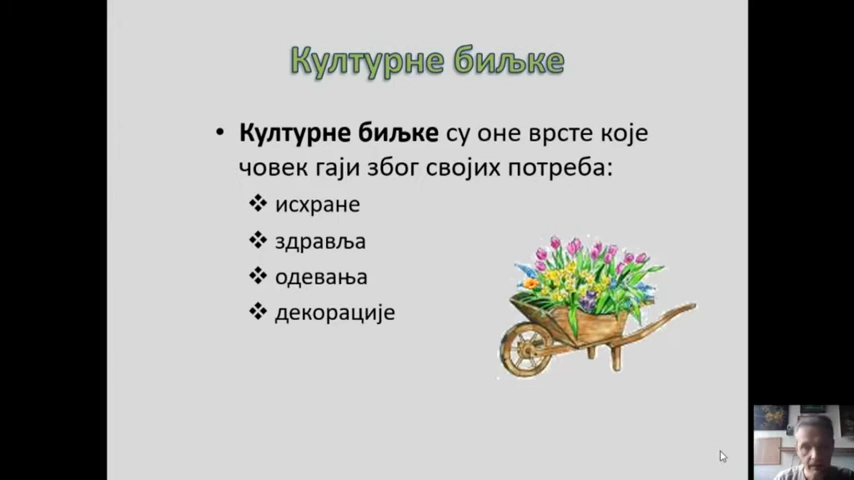 Културне биљке
• Културне биљке су оне врсте које
човек гаји због својих потреба:
❖ исхране
❖ здравља
❖ одевања
❖ декорације